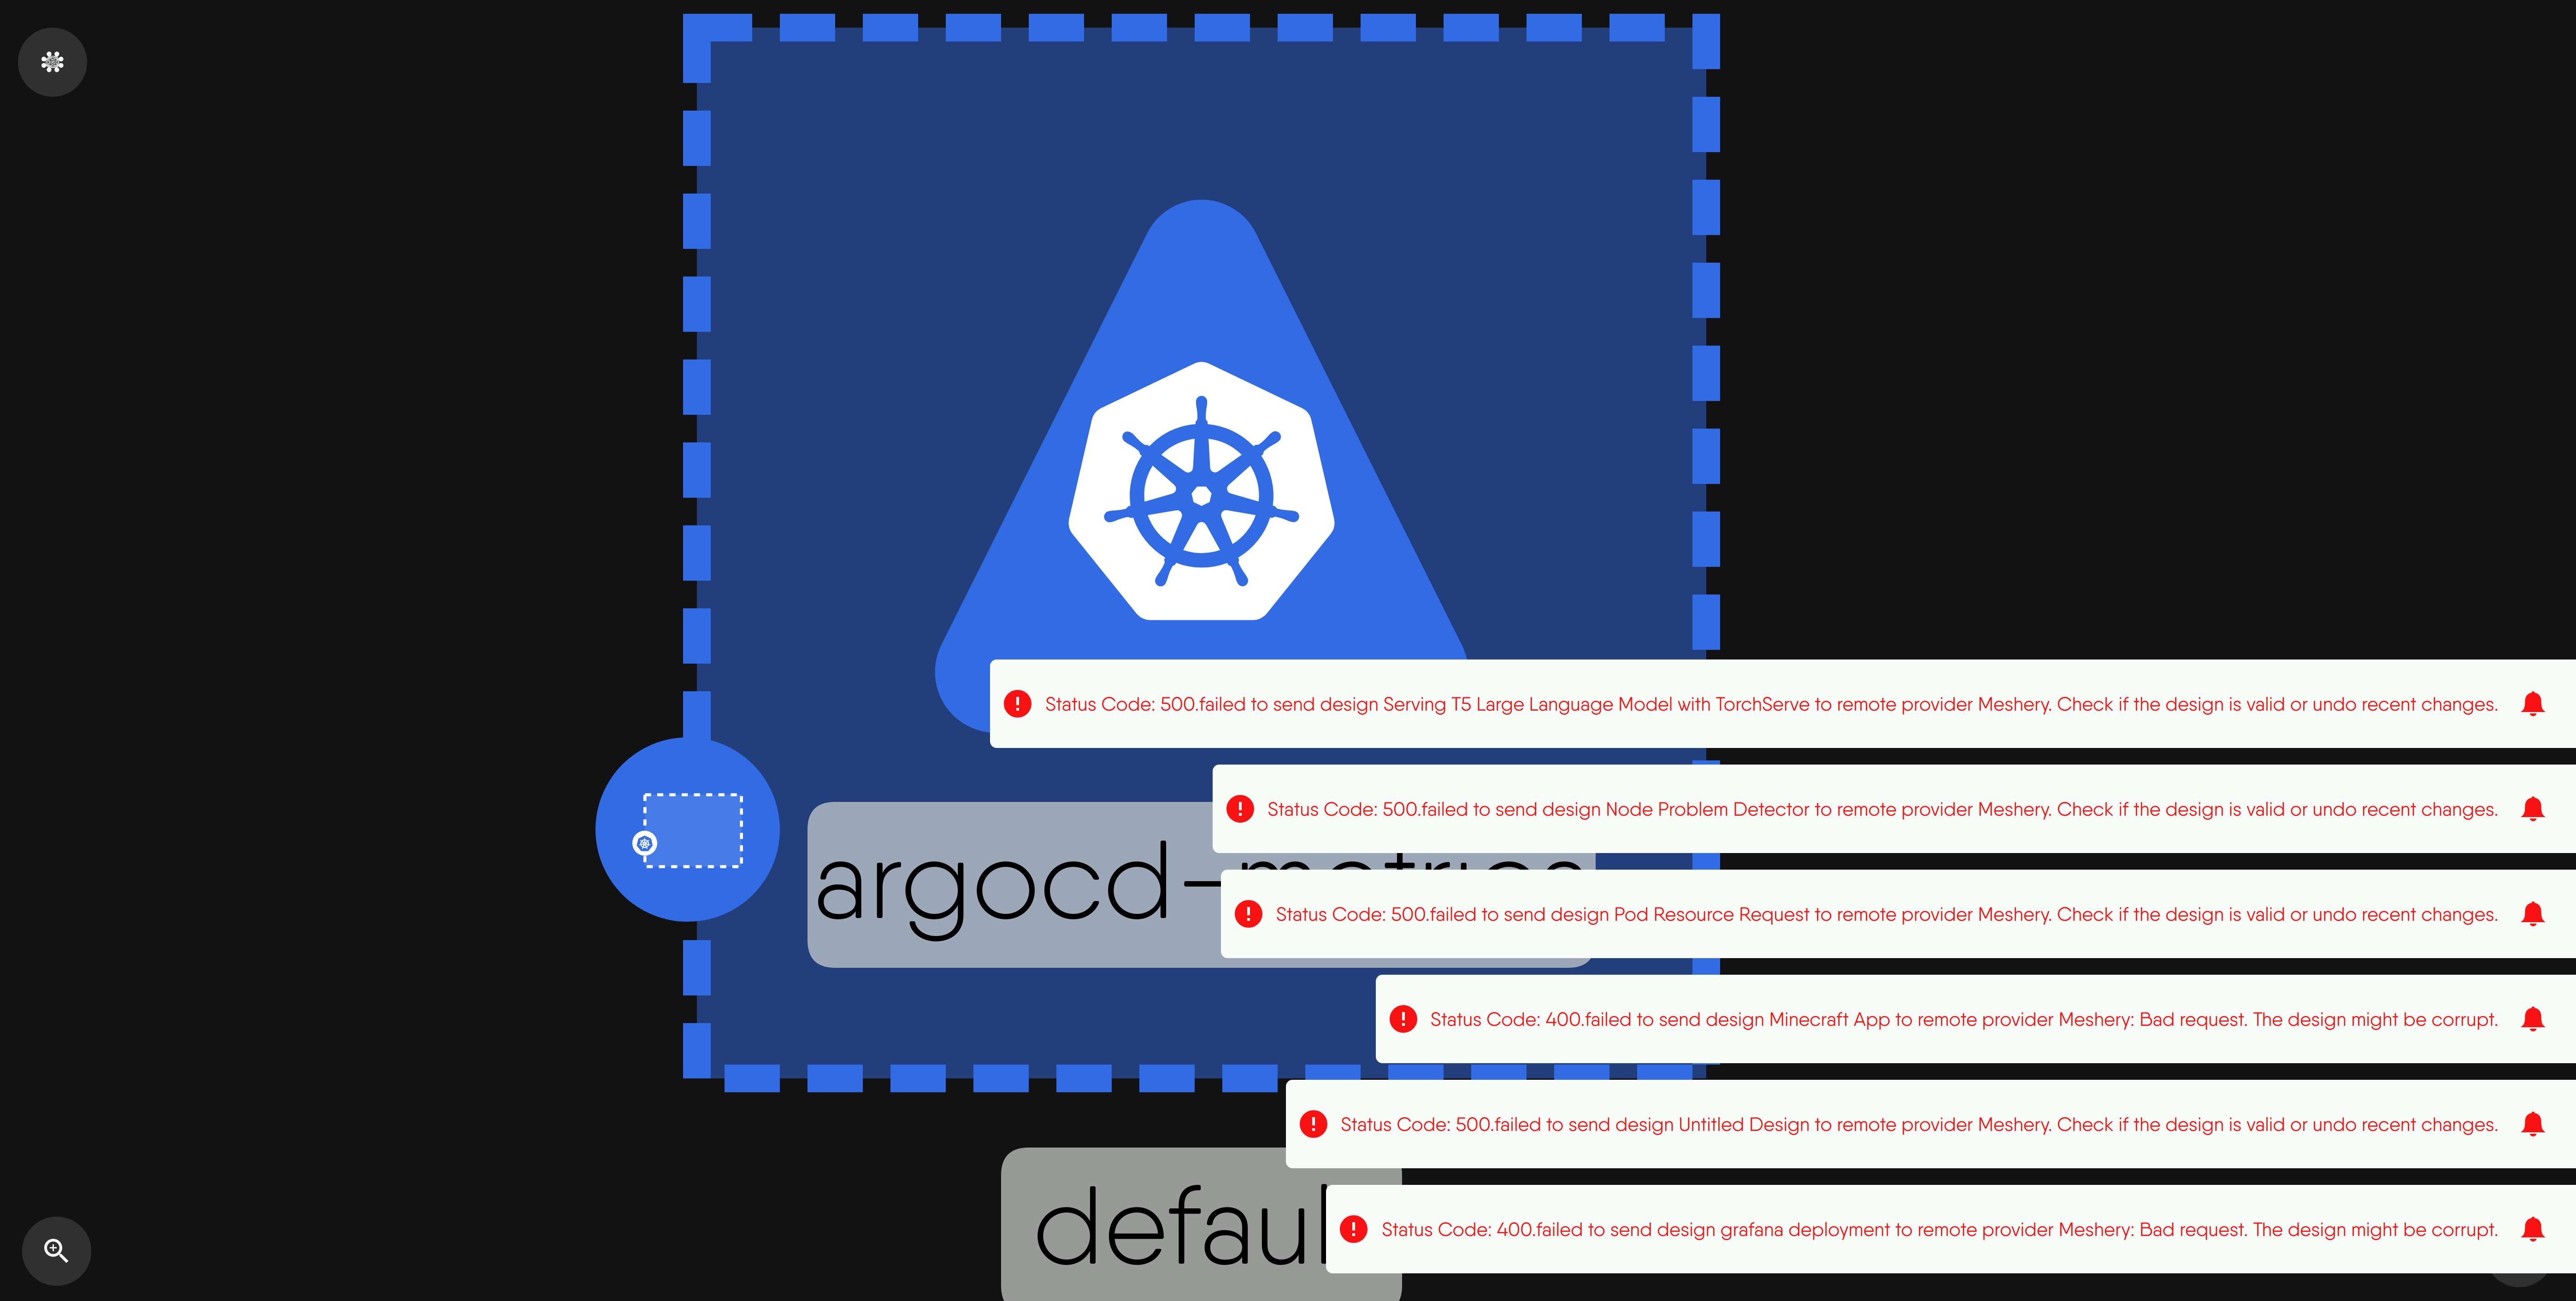 Status Code: 500.failed to send design Serving T5 Large Language Model with TorchServe to remote provider Meshery. Check if the design is valid or undo recent changes.
Status Code: 500.failed to send design Node Problem Detector to remote provider Meshery. Check if the design is valid or undo recent changes.
argocd-metrics
Status Code: 500.failed to send design Pod Resource Request to remote provider Meshery. Check if the design is valid or undo recent changes.
Status Code: 400.failed to send design Minecraft App to remote provider Meshery: Bad request. The design might be corrupt.
Status Code: 500.failed to send design Untitled Design to remote provider Meshery. Check if the design is valid or undo recent changes.
defaul
Status Code: 400.failed to send design grafana deployment to remote provider Meshery: Bad request. The design might be corrupt.